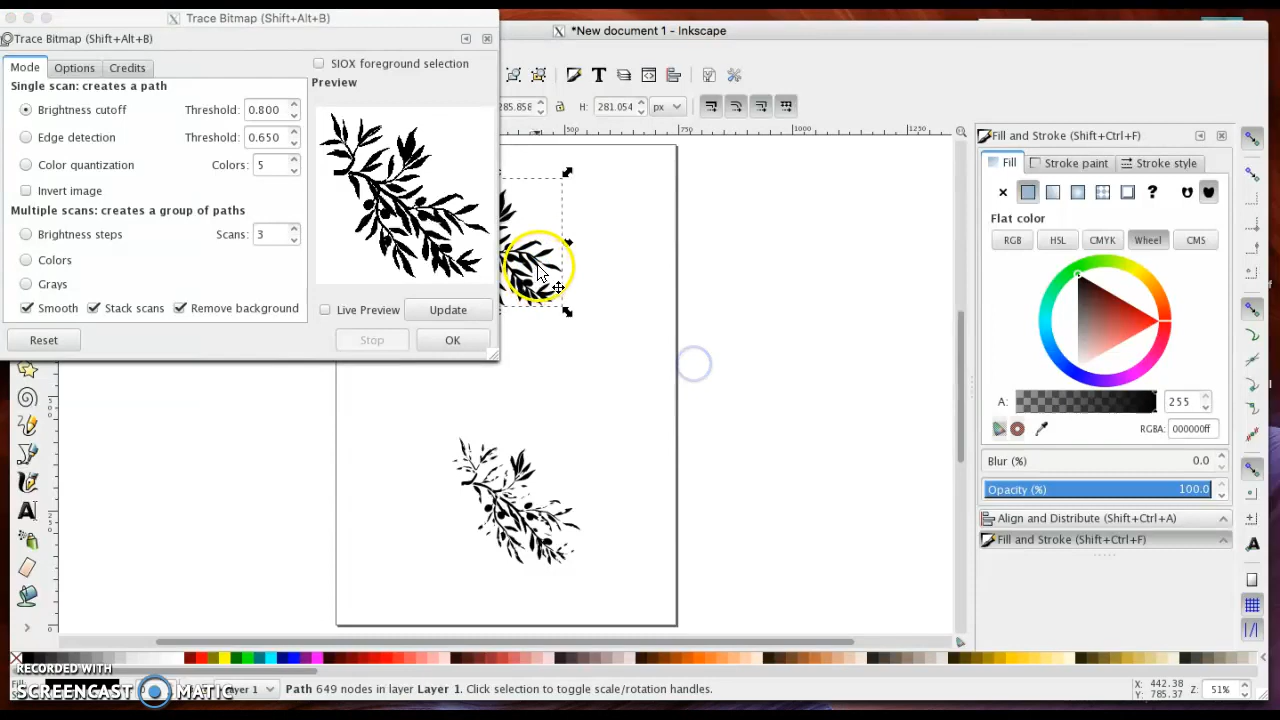 Trace Bitmap (Shift+Alt+B)
Trace Bitmap (Shift+Alt+B)
*New document 1 - Inkscape
Mode Options Credits
SIOX foreground selection
Single scan: creates a path
Preview
Brightness cutoff Threshold: 0.800
Edge detection Threshold: 0.650
Color quantization Colors: 5
Invert image
Multiple scans: creates a group of paths
Brightness steps Scans: 3
Colors
Grays
Smooth Stack scans Remove background
Live Preview Update
Reset Stop OK
285.858 H: 281.054 px
500 750 1000 1250
Fill and Stroke (Shift+Ctrl+F)
Fill Stroke paint Stroke style
?
Flat color
RGB HSL CMYK Wheel CMS
A: 255
RGBA: 000000ff
Blur (%) 0.0
Opacity (%) 100.0
Align and Distribute (Shift+Ctrl+A)
Fill and Stroke (Shift+Ctrl+F)
RECORDED WITH
SCREENCAST MATIC
Layer 1 Path 649 nodes in layer Layer 1. Click selection to toggle scale/rotation handles.
X: 442.38
Y: 785.37
Z: 51%